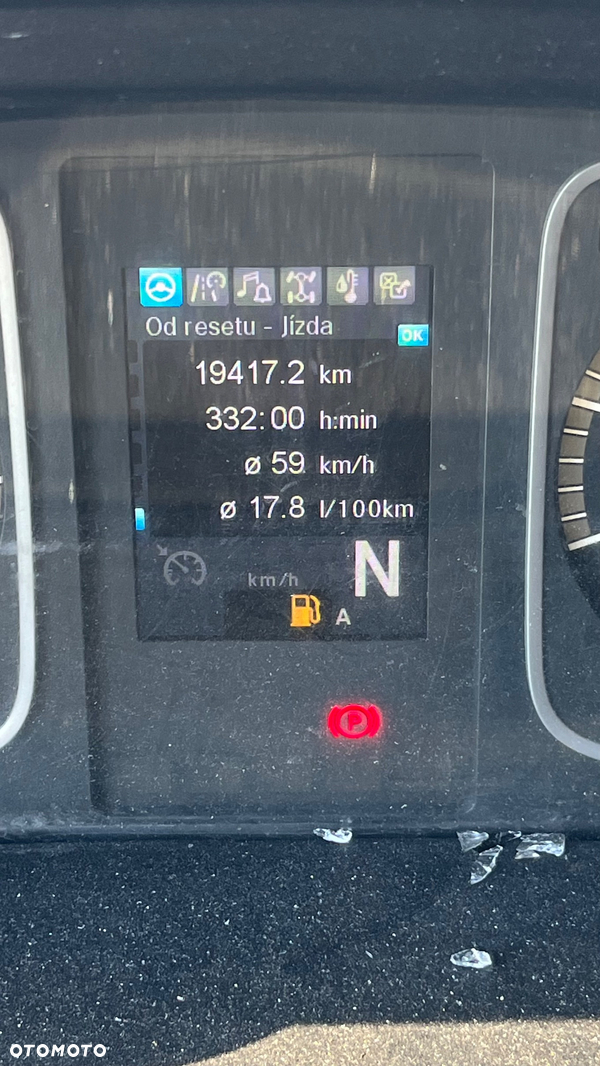 Od resetu - Jízda
OK
19417.2 km
332:00 h:min
ø 59 km/h
ø 17.8 l/100km
km/h
N
A
P
OTOMOTO